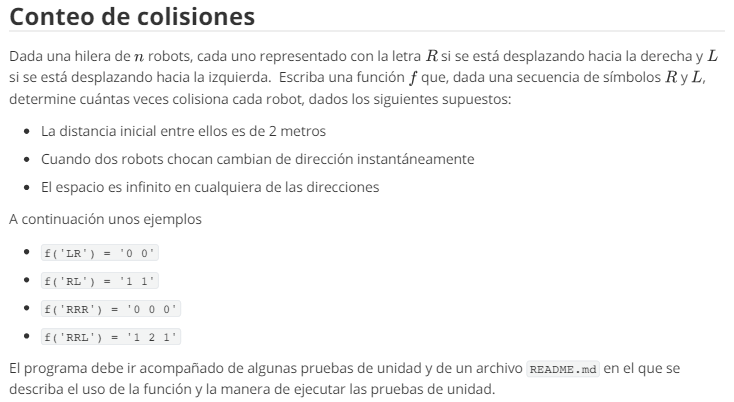 Conteo de colisiones
Dada una hilera de n robots, cada uno representado con la letra R si se está desplazando hacia la derecha y L
si se está desplazando hacia la izquierda. Escriba una función f que, dada una secuencia de símbolos R y L,
determine cuántas veces colisiona cada robot, dados los siguientes supuestos:
• La distancia inicial entre ellos es de 2 metros
• Cuando dos robots chocan cambian de dirección instantáneamente
• El espacio es infinito en cualquiera de las direcciones
A continuación unos ejemplos
• f('LR') = '0 0'
• f('RL') = '1 1'
• f('RRR') = '0 0 0'
• f('RRL') = '1 2 1'
El programa debe ir acompañado de algunas pruebas de unidad y de un archivo README.md en el que se
describa el uso de la función y la manera de ejecutar las pruebas de unidad.